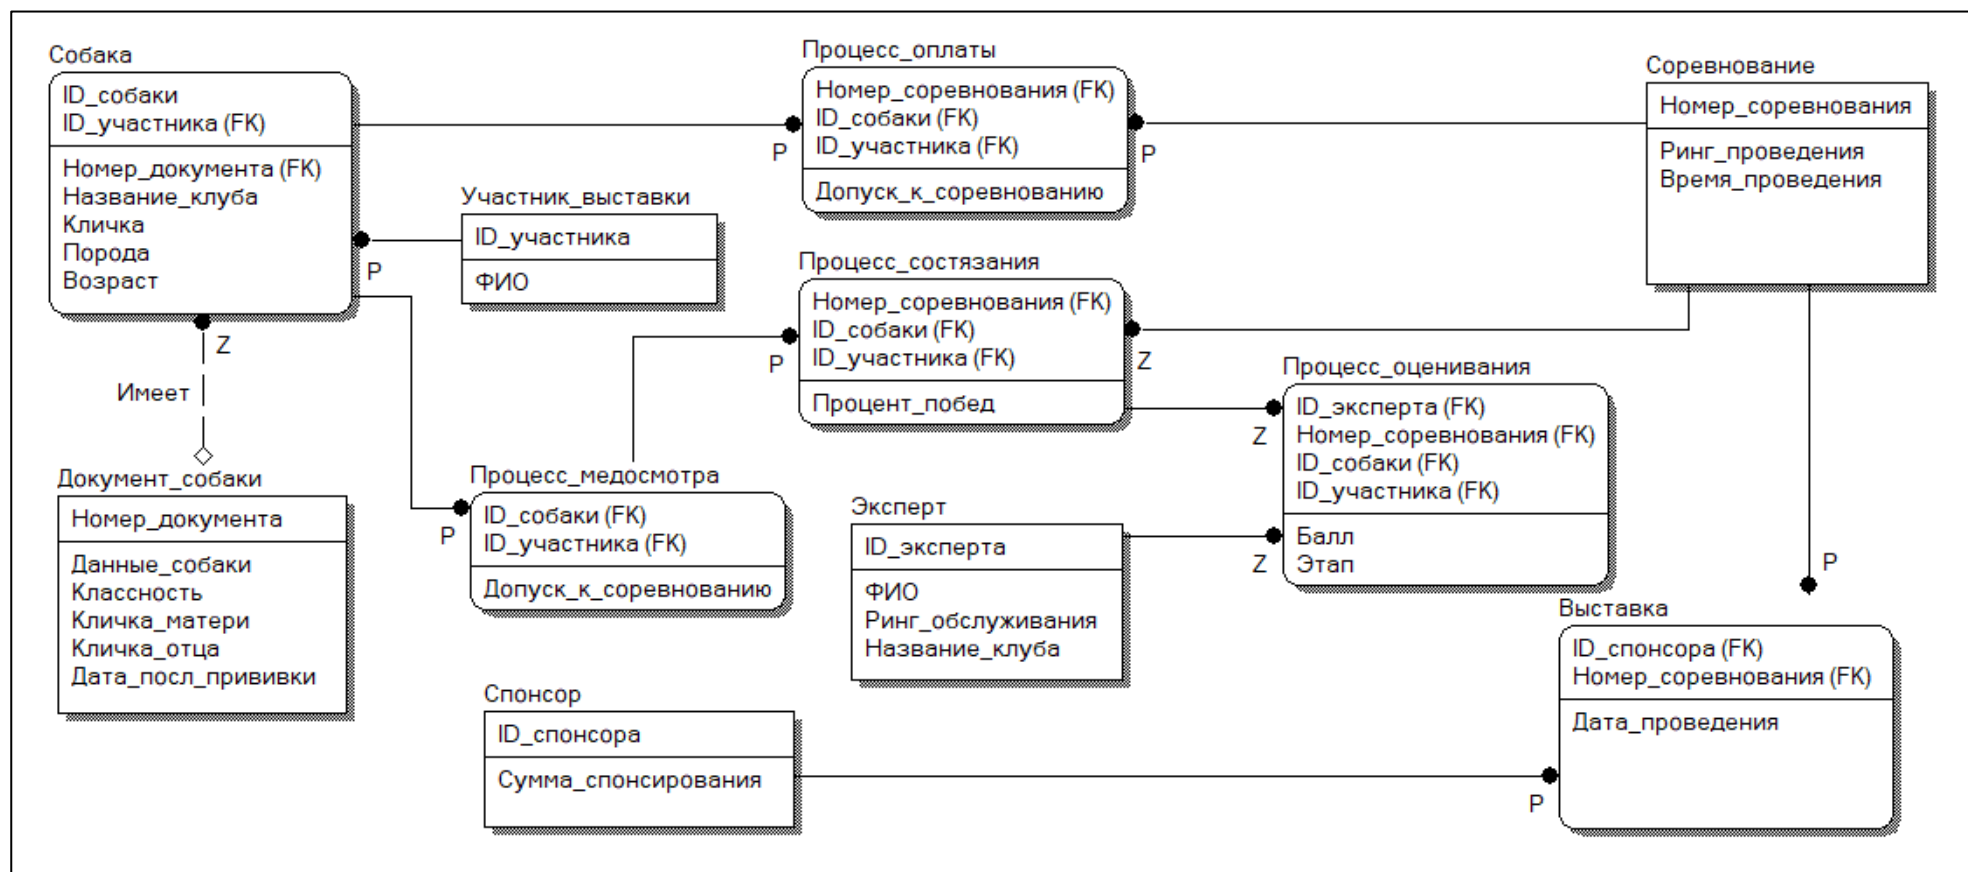 Собака
ID_собаки
ID_участника (FK)
Номер_документа (FK)
Название_клуба
Кличка
Порода
Возраст
P
Z
Имеет
Документ_собаки
Номер_документа
Данные_собаки
Классность
Кличка_матери
Кличка_отца
Дата_посл_прививки
Участник_выставки
ID_участника
ФИО
Процесс_оплаты
Номер_соревнования (FK)
ID_собаки (FK)
ID_участника (FK)
Допуск_к_соревнованию
P
P
Соревнование
Номер_соревнования
Ринг_проведения
Время_проведения
Процесс_состязания
Номер_соревнования (FK)
ID_собаки (FK)
ID_участника (FK)
Процент_побед
P
Z
Процесс_оценивания
ID_эксперта (FK)
Номер_соревнования (FK)
ID_собаки (FK)
ID_участника (FK)
Балл
Этап
Z
Z
Процесс_медосмотра
ID_собаки (FK)
ID_участника (FK)
Допуск_к_соревнованию
P
Эксперт
ID_эксперта
ФИО
Ринг_обслуживания
Название_клуба
Спонсор
ID_спонсора
Сумма_спонсирования
P
Выставка
ID_спонсора (FK)
Номер_соревнования (FK)
Дата_проведения
P